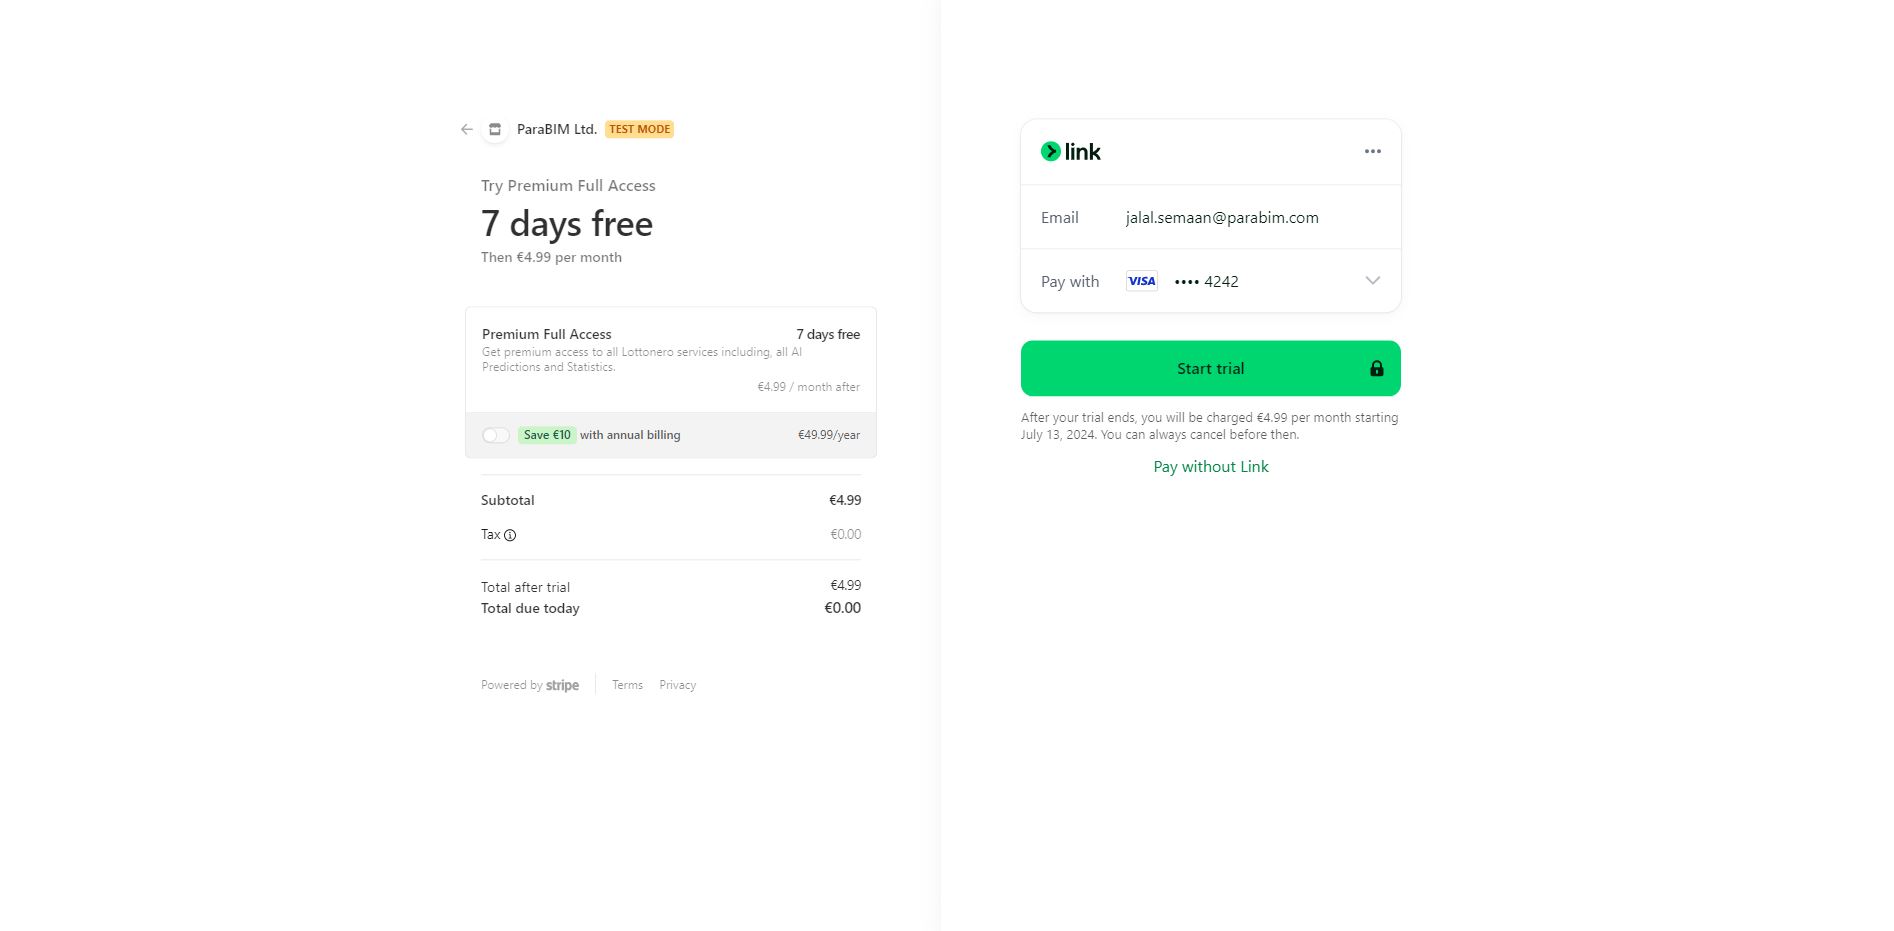 ParaBIM Ltd. TEST MODE
Try Premium Full Access
7 days free
Then €4.99 per month
Premium Full Access 7 days free
Get premium access to all Lottonero services including, all AI
Predictions and Statistics.
€4.99 / month after
Save €10 with annual billing €49.99/year
Subtotal €4.99
Tax €0.00
Total after trial €4.99
Total due today €0.00
Powered by stripe Terms Privacy
link
Email jalal.semaan@parabim.com
Pay with VISA •••• 4242
Start trial
After your trial ends, you will be charged €4.99 per month starting
July 13, 2024. You can always cancel before then.
Pay without Link